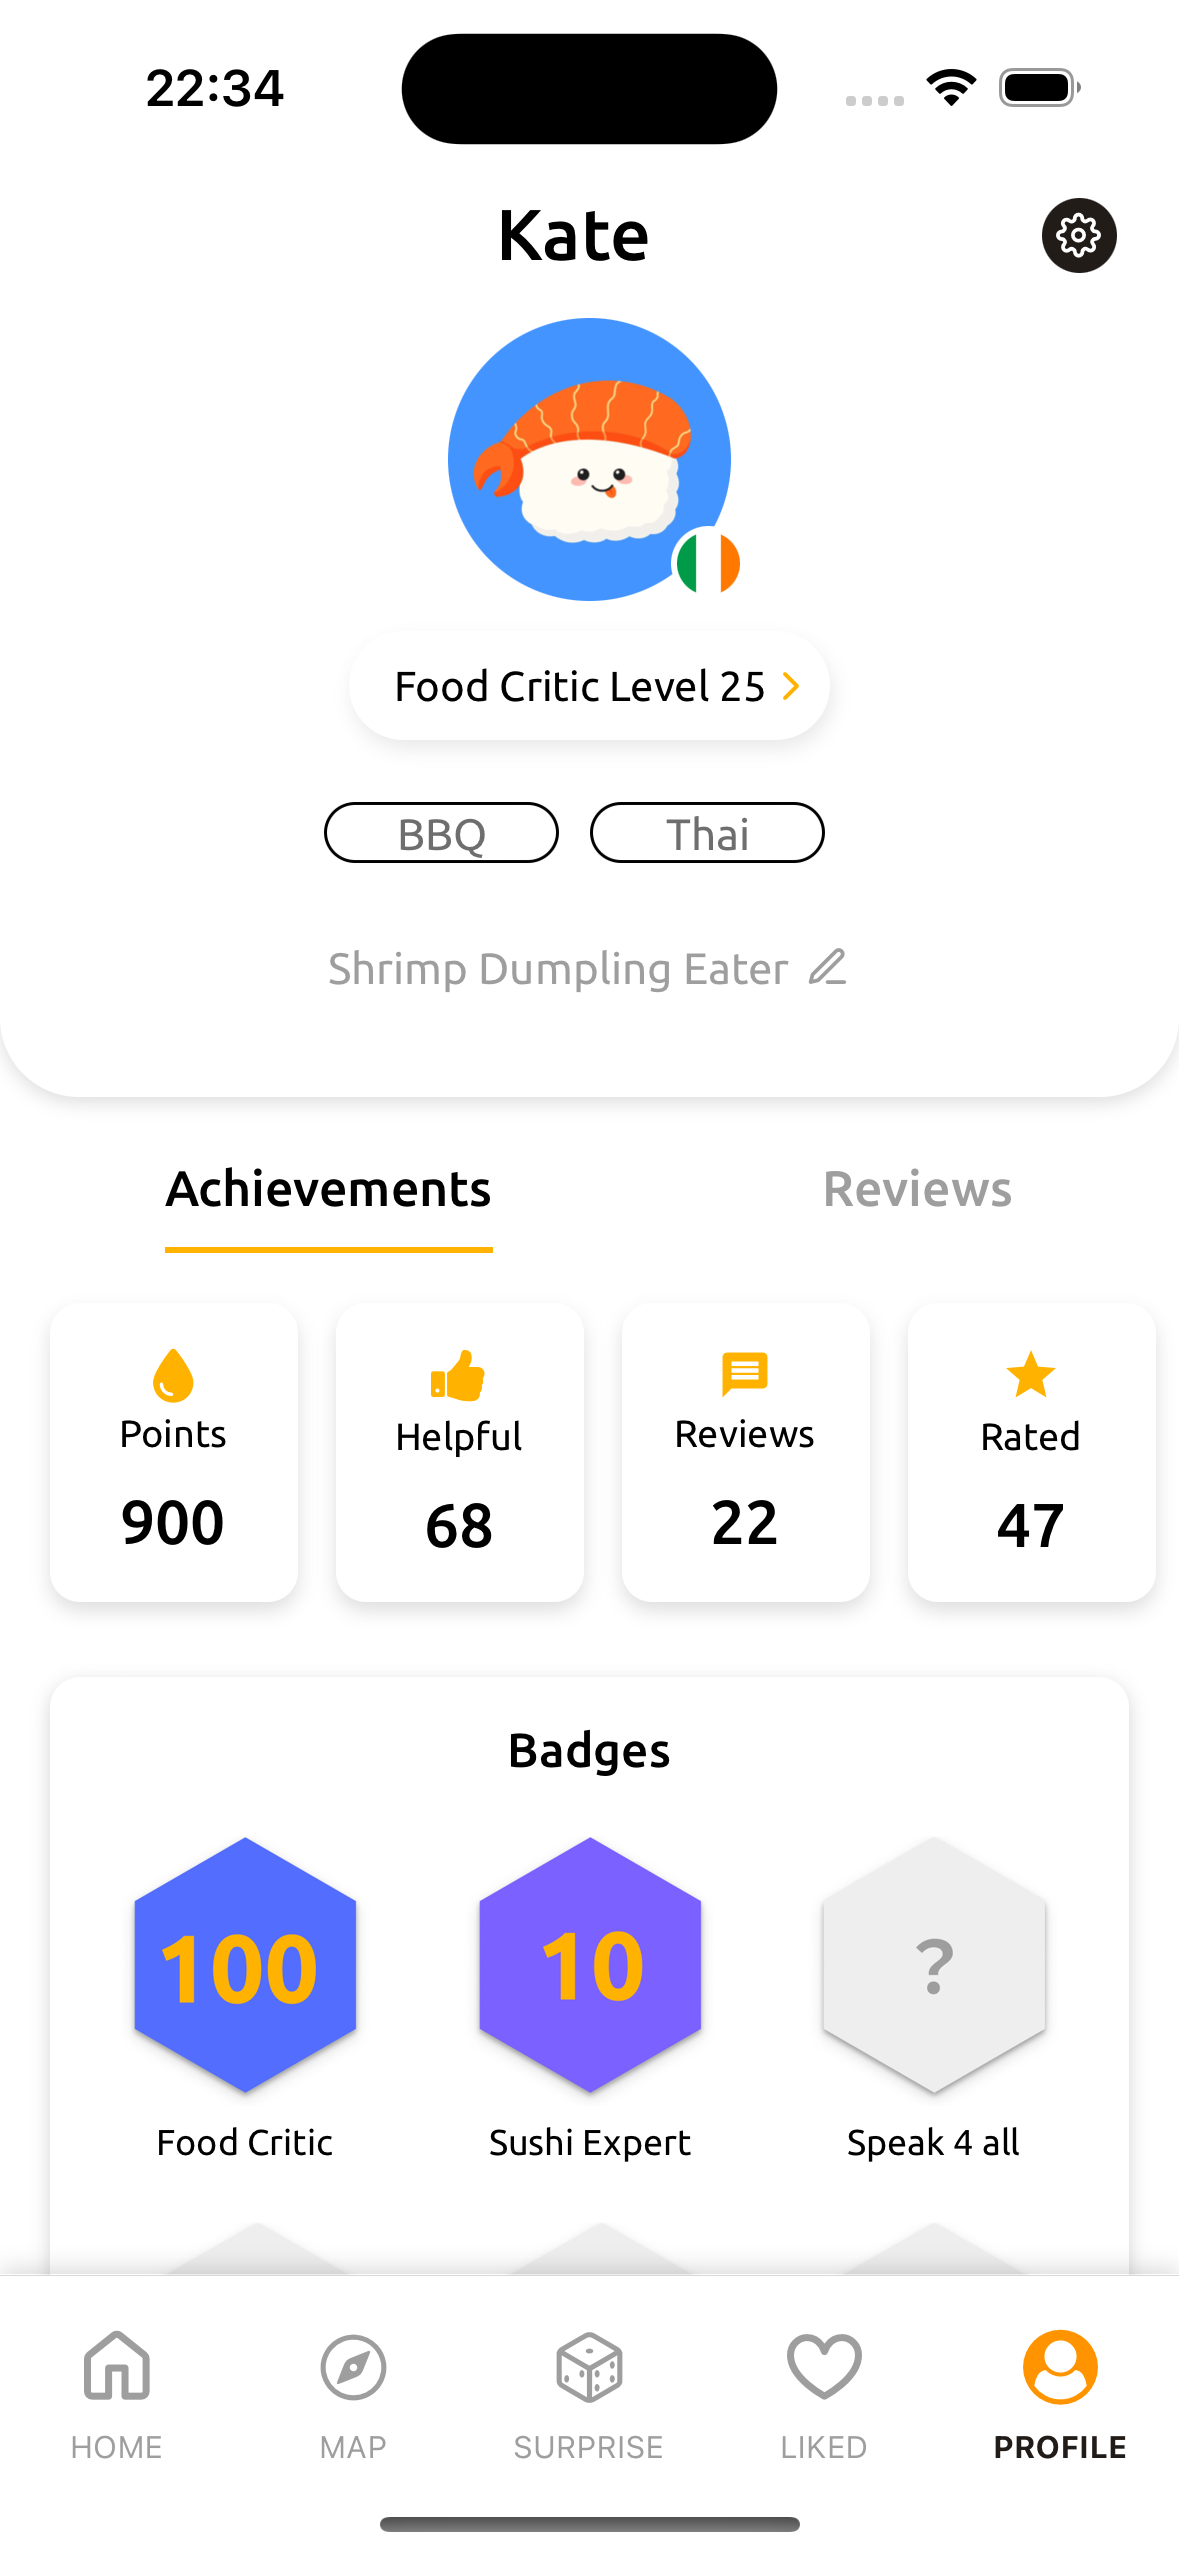 22:34
Kate
Food Critic Level 25
BBQ Thai
Shrimp Dumpling Eater
Achievements Reviews
Points Helpful Reviews Rated
900 68 22 47
Badges
100 10 ?
Food Critic Sushi Expert Speak 4 all
HOME MAP SURPRISE LIKED PROFILE